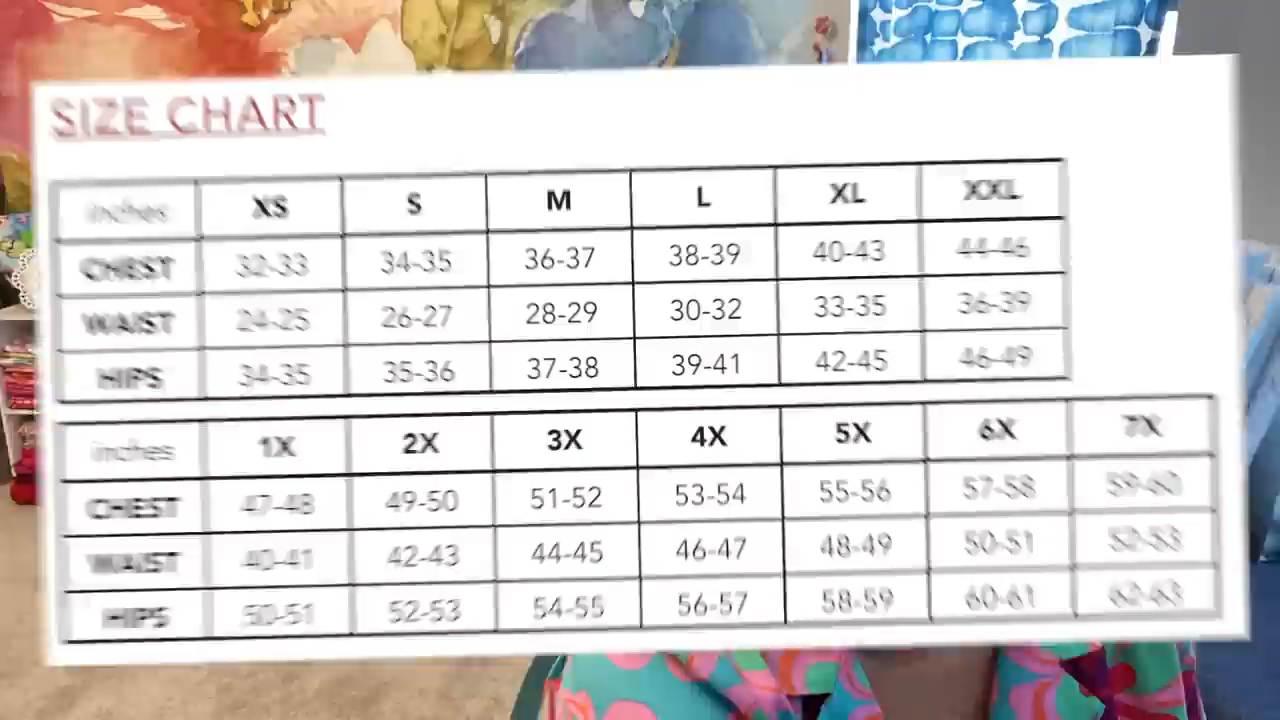 SIZE CHART
inches XS S M L XL XXL
CHEST 32-33 34-35 36-37 38-39 40-43 44-46
WAIST 24-25 26-27 28-29 30-32 33-35 36-39
HIPS 34-35 35-36 37-38 39-41 42-45 46-49
inches 1X 2X 3X 4X 5X 6X 7X
CHEST 47-48 49-50 51-52 53-54 55-56 57-58 59-60
WAIST 40-41 42-43 44-45 46-47 48-49 50-51 52-53
HIPS 50-51 52-53 54-55 56-57 58-59 60-61 62-63